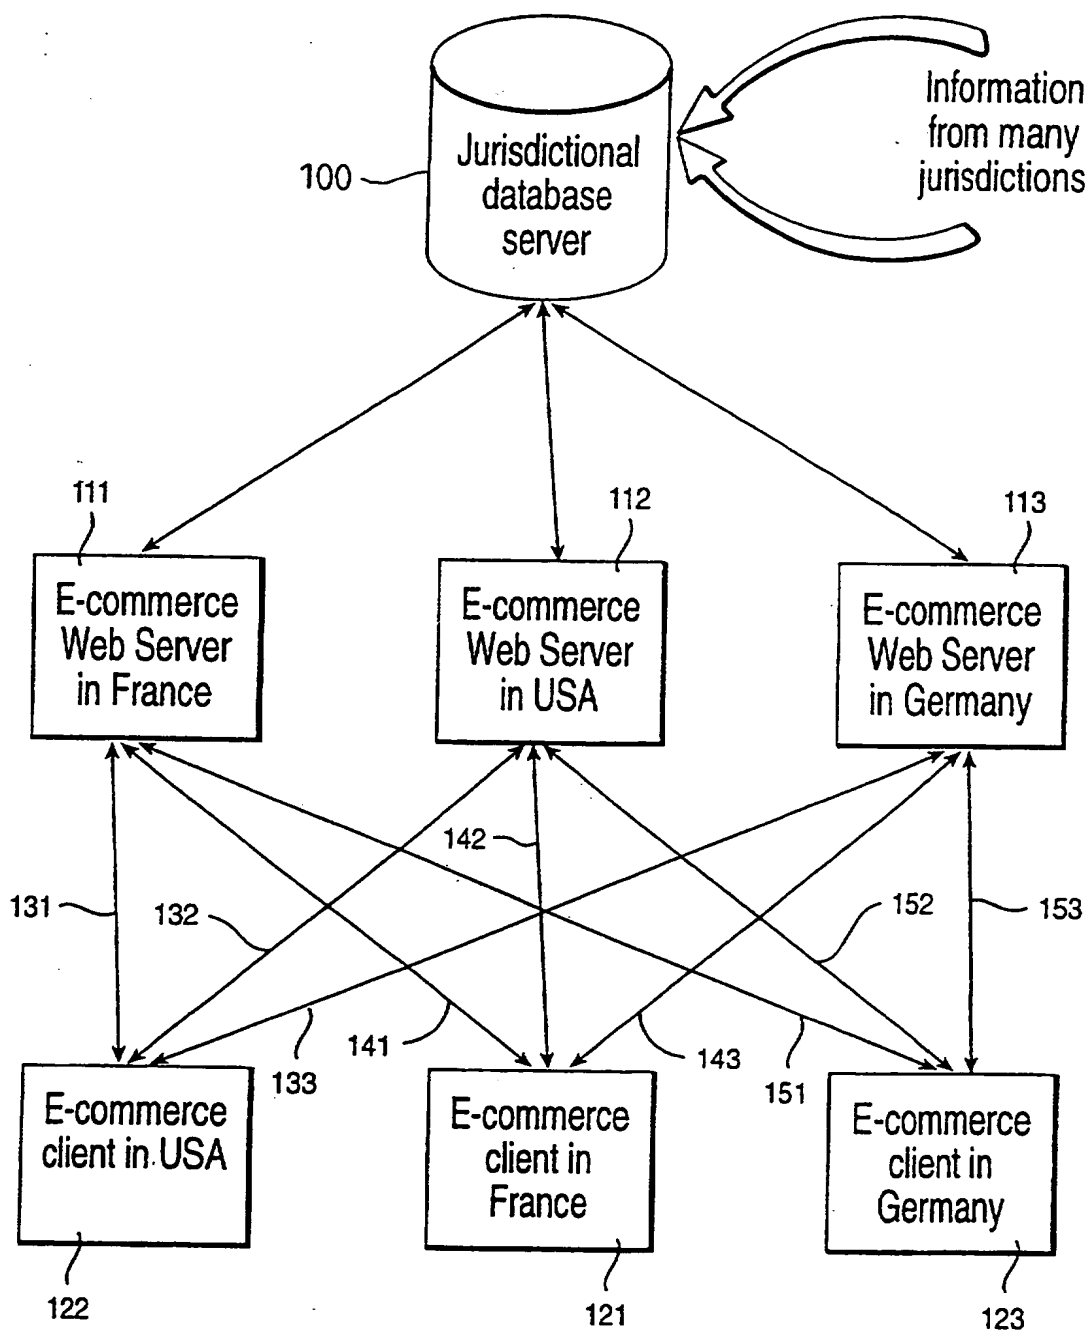 Information
from many
jurisdictions
Jurisdictional
database
server
100
111
112
113
E-commerce
Web Server
in France
E-commerce
Web Server
in USA
E-commerce
Web Server
in Germany
142
131
132
152
153
141
133
143
151
E-commerce
client in USA
E-commerce
client in
France
E-commerce
client in
Germany
122
121
123